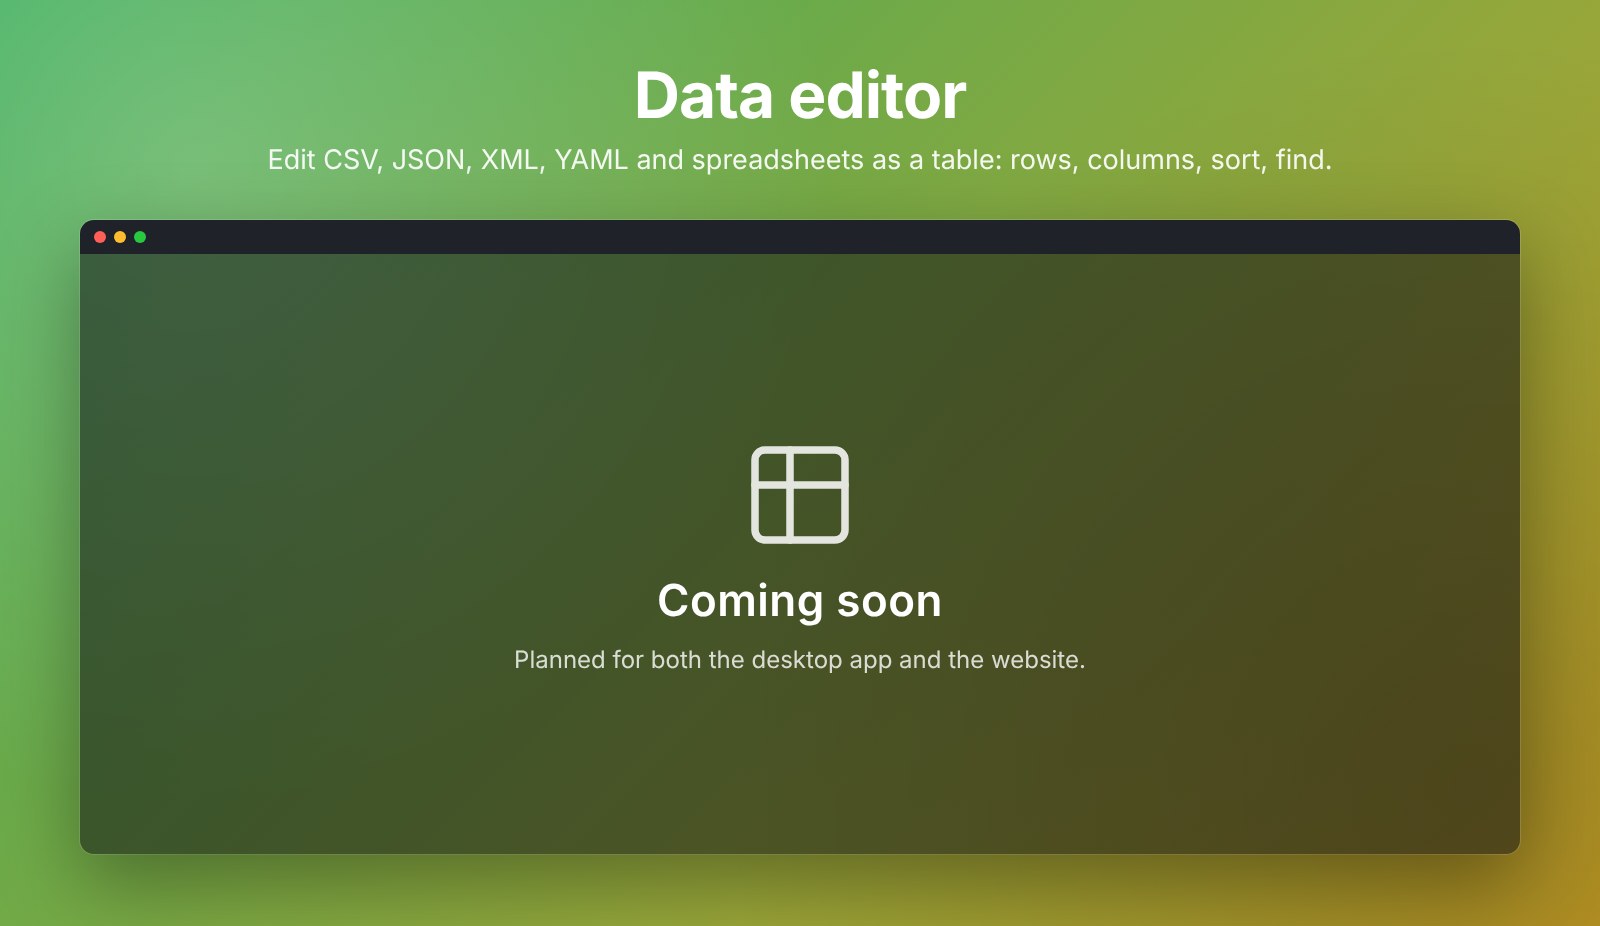 Data editor
Edit CSV, JSON, XML, YAML and spreadsheets as a table: rows, columns, sort, find.
Coming soon
Planned for both the desktop app and the website.